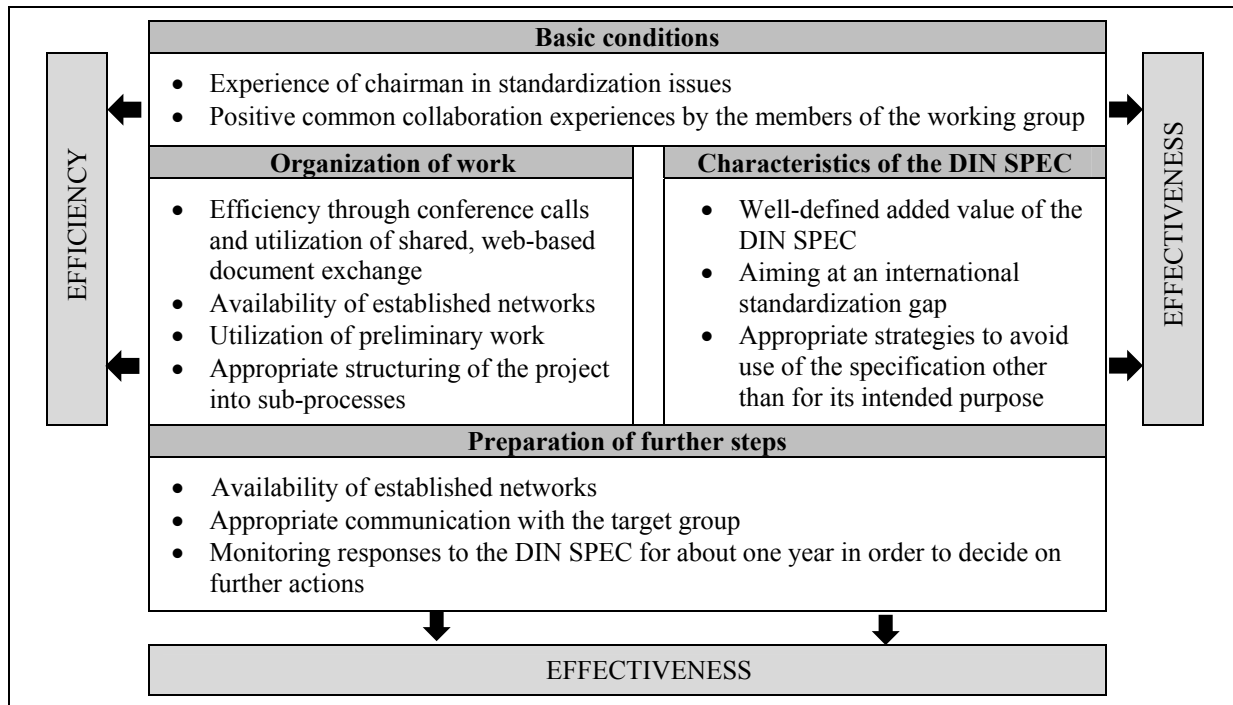 Basic conditions
• Experience of chairman in standardization issues
• Positive common collaboration experiences by the members of the working group
EFFICIENCY
EFFECTIVENESS
Organization of work
• Efficiency through conference calls
and utilization of shared, web-based
document exchange
• Availability of established networks
• Utilization of preliminary work
• Appropriate structuring of the project
into sub-processes
Characteristics of the DIN SPEC
• Well-defined added value of the
DIN SPEC
• Aiming at an international
standardization gap
• Appropriate strategies to avoid
use of the specification other
than for its intended purpose
Preparation of further steps
• Availability of established networks
• Appropriate communication with the target group
• Monitoring responses to the DIN SPEC for about one year in order to decide on
further actions
EFFECTIVENESS